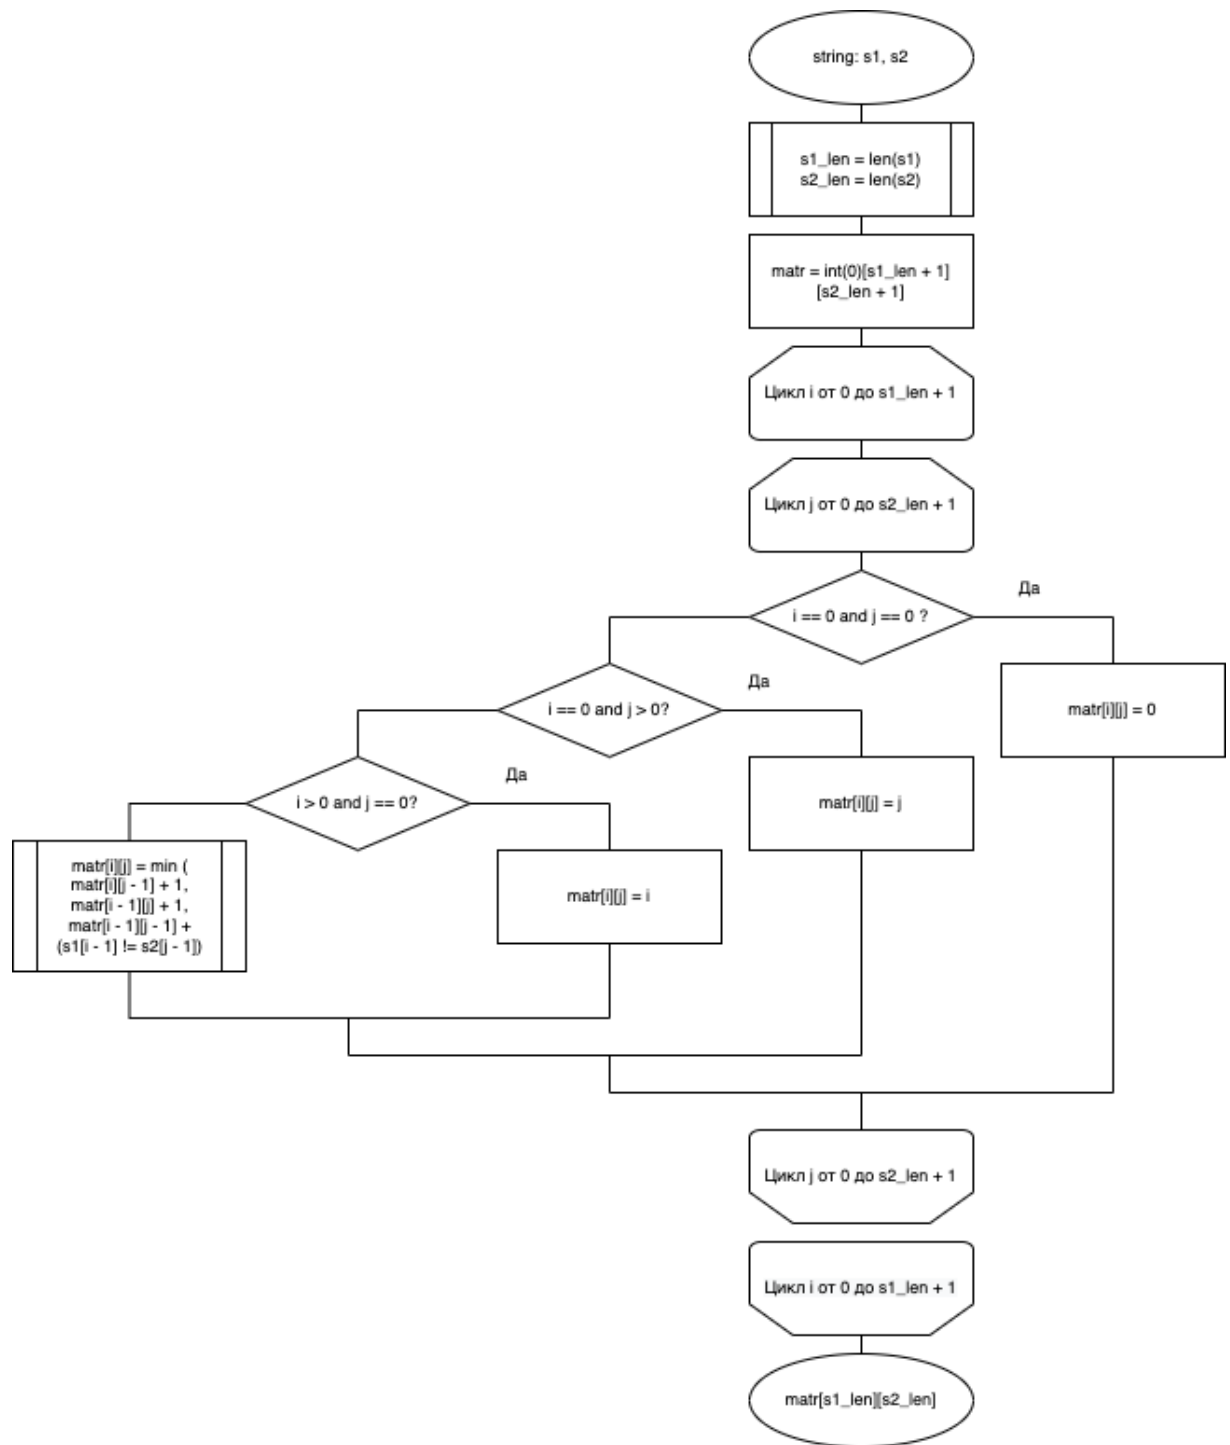 string: s1, s2
s1_len = len(s1)
s2_len = len(s2)
matr = int(0)[s1_len + 1]
[s2_len + 1]
Цикл i от 0 до s1_len + 1
Цикл j от 0 до s2_len + 1
Да
i == 0 and j == 0 ?
Да
i == 0 and j > 0?
matr[i][j] = 0
Да
i > 0 and j == 0?
matr[i][j] = j
matr[i][j] = min (
matr[i][j - 1] + 1,
matr[i - 1][j] + 1,
matr[i - 1][j - 1] +
(s1[i - 1] != s2[j - 1])
matr[i][j] = i
Цикл j от 0 до s2_len + 1
Цикл i от 0 до s1_len + 1
matr[s1_len][s2_len]